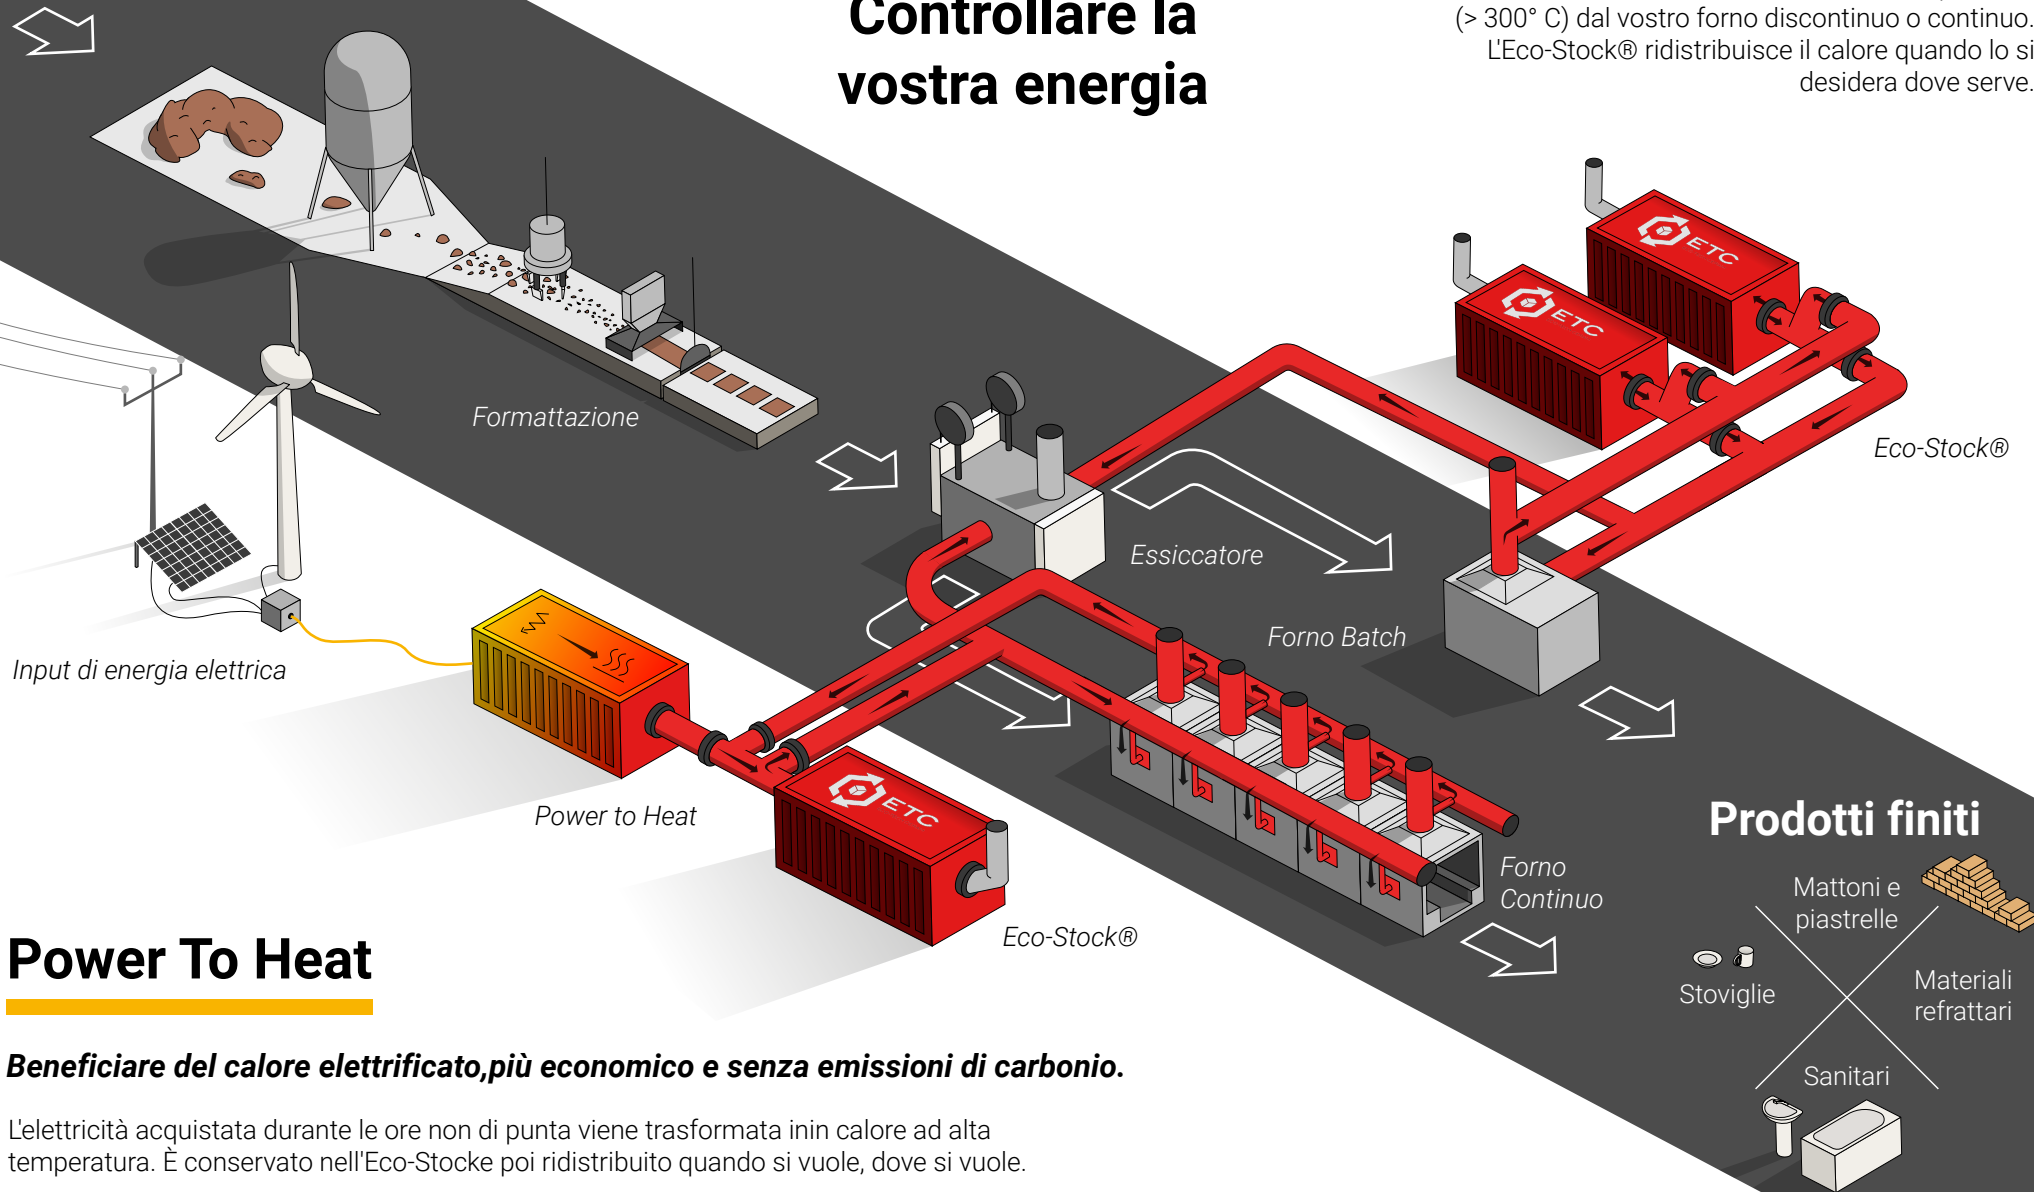 Controllare la
vostra energia
(> 300° C) dal vostro forno discontinuo o continuo.
L'Eco-Stock® ridistribuisce il calore quando lo si
desidera dove serve.
ETC
ETC
Formattazione
Eco-Stock®
Essiccatore
Forno Batch
Input di energia elettrica
Power to Heat
ETC
Eco-Stock®
Forno
Continuo
Prodotti finiti
Mattoni e
piastrelle
Stoviglie
Materiali
refrattari
Sanitari
Power To Heat
Beneficiare del calore elettrificato,più economico e senza emissioni di carbonio.
L'elettricità acquistata durante le ore non di punta viene trasformata inin calore ad alta
temperatura. È conservato nell'Eco-Stocke poi ridistribuito quando si vuole, dove si vuole.